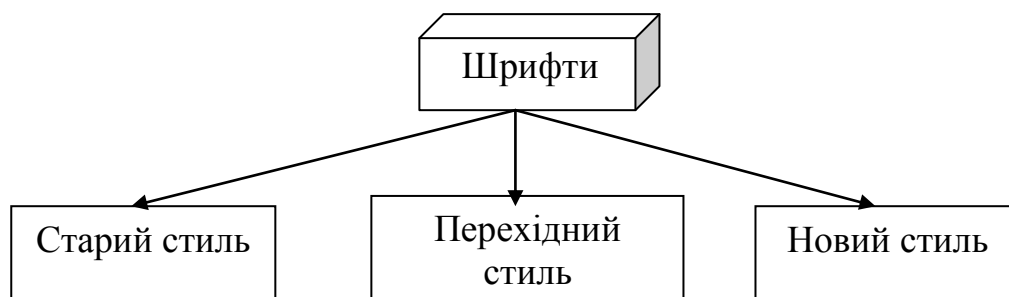 Шрифти
Старий стиль
Перехідний
стиль
Новий стиль